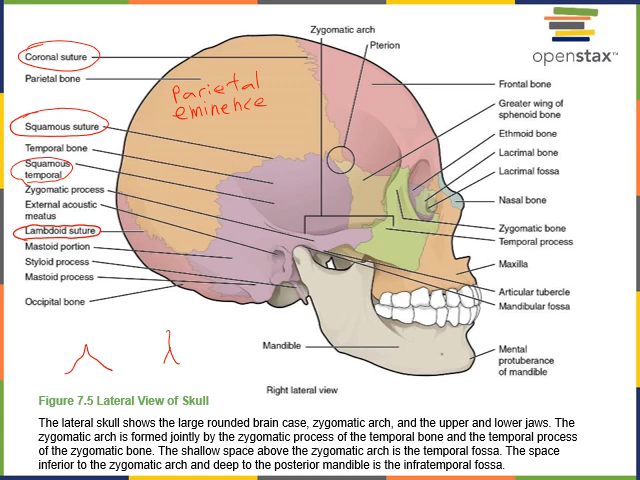 openstax™
Zygomatic arch
Pterion
Coronal suture
Parietal bone
Squamous suture
Temporal bone
Squamous
temporal
Zygomatic process
External acoustic
meatus
Lambdoid suture
Mastoid portion
Styloid process
Mastoid process
Occipital bone
Parietal
eminence
Frontal bone
Greater wing of
sphenoid bone
Ethmoid bone
Lacrimal bone
Lacrimal fossa
Nasal bone
Zygomatic bone
Temporal process
Maxilla
Articular tubercle
Mandibular fossa
Mandible
Mental
protuberance
of mandible
Right lateral view
λ
Figure 7.5 Lateral View of Skull
The lateral skull shows the large rounded brain case, zygomatic arch, and the upper and lower jaws. The
zygomatic arch is formed jointly by the zygomatic process of the temporal bone and the temporal process
of the zygomatic bone. The shallow space above the zygomatic arch is the temporal fossa. The space
inferior to the zygomatic arch and deep to the posterior mandible is the infratemporal fossa.